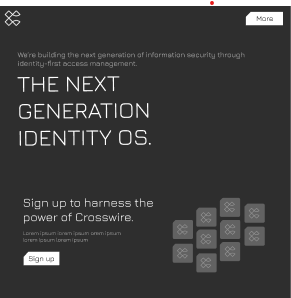 More
We're building the next generation of information security through
identity-first access management.
THE NEXT
GENERATION
IDENTITY OS.
Sign up to harness the
power of Crosswire.
Lorem ipsum lorem ipsum lorem ipsum
lorem ipsum lorem ipsum
Sign up